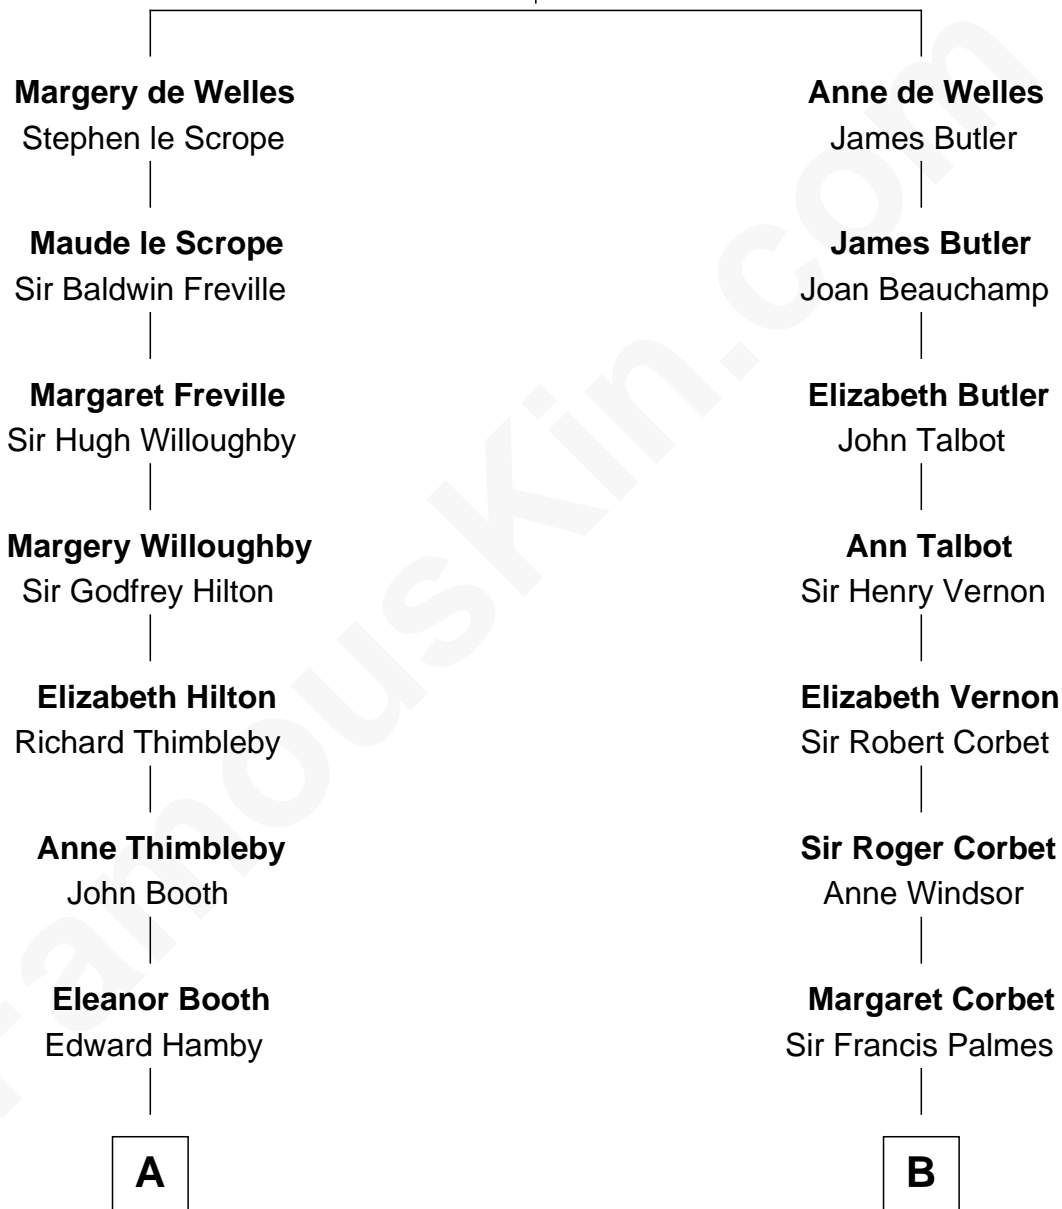 Margery de Welles
Stephen le Scrope
Maude le Scrope
Sir Baldwin Freville
Margaret Freville
Sir Hugh Willoughby
Margery Willoughby
Sir Godfrey Hilton
Elizabeth Hilton
Richard Thimbleby
Anne Thimbleby
John Booth
Eleanor Booth
Edward Hamby
A
Anne de Welles
James Butler
James Butler
Joan Beauchamp
Elizabeth Butler
John Talbot
Ann Talbot
Sir Henry Vernon
Elizabeth Vernon
Sir Robert Corbet
Sir Roger Corbet
Anne Windsor
Margaret Corbet
Sir Francis Palmes
B
FamousKin.com